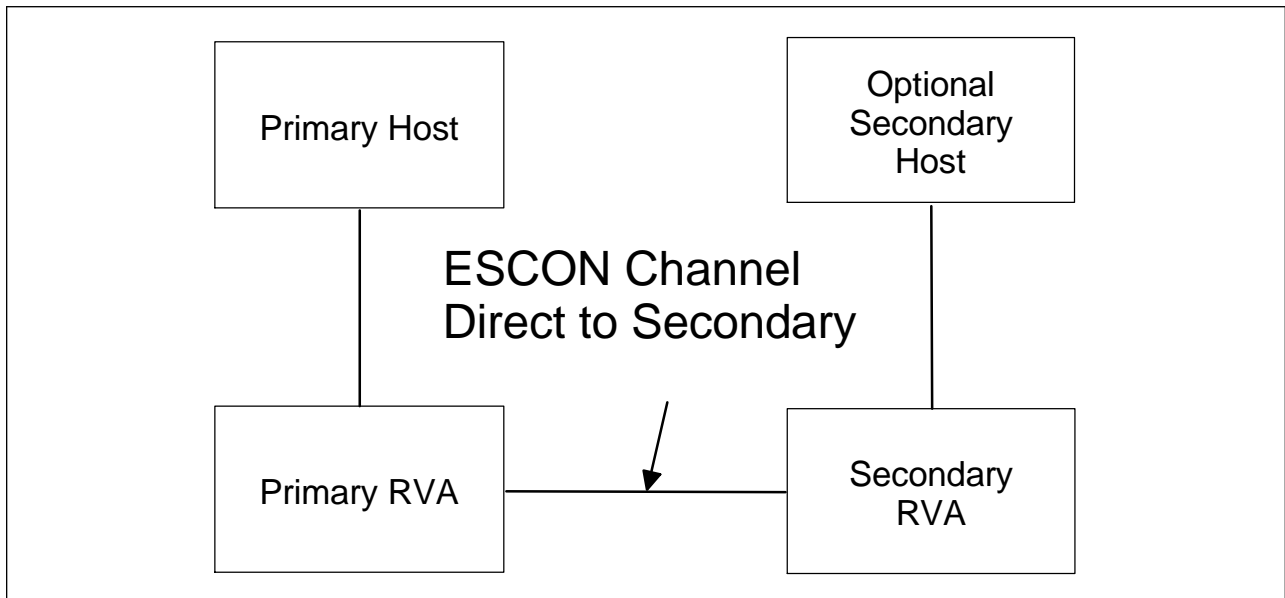 Primary Host
Optional
Secondary
Host
ESCON Channel
Direct to Secondary
Primary RVA
Secondary
RVA